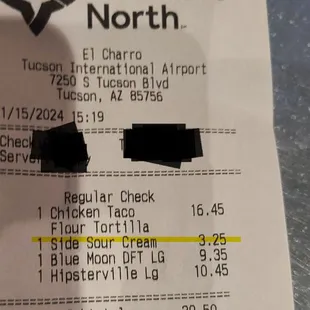 North
El Charro
Tucson International Airport
7250 S Tucson Blvd
Tucson, AZ 85756
1/15/2024 15:19
Check
Server
Regular Check
1 Chicken Taco 16.45
Flour Tortilla
1 Side Sour Cream 3.25
1 Blue Moon DFT LG 9.35
1 Hipsterville Lg 10.45